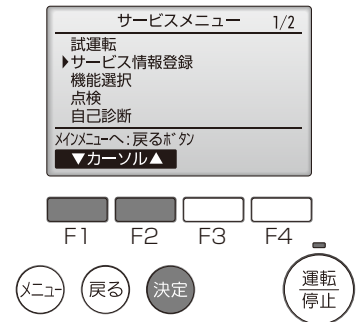 サービスメニュー 1/2
試運転
▶サービス情報登録
機能選択
点検
自己診断
メインメニューへ:戻るボタン
▼カーソル▲
F1 F2 F3 F4
メニュー 戻る 決定 運転
停止